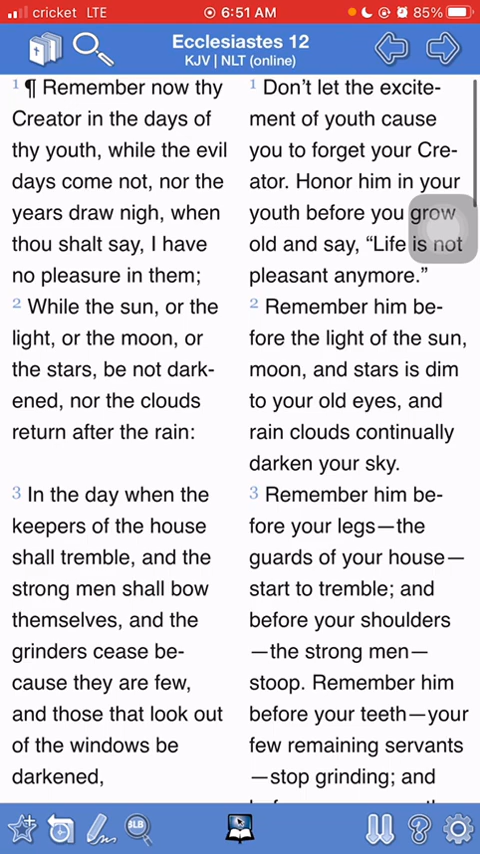 cricket LTE 6:51 AM 85%
Ecclesiastes 12
KJV | NLT (online)
1 ¶ Remember now thy
Creator in the days of
thy youth, while the evil
days come not, nor the
years draw nigh, when
thou shalt say, I have
no pleasure in them;
2 While the sun, or the
light, or the moon, or
the stars, be not dark-
ened, nor the clouds
return after the rain:
3 In the day when the
keepers of the house
shall tremble, and the
strong men shall bow
themselves, and the
grinders cease be-
cause they are few,
and those that look out
of the windows be
darkened,
1 Don’t let the excite-
ment of youth cause
you to forget your Cre-
ator. Honor him in your
youth before you grow
old and say, “Life is not
pleasant anymore.”
2 Remember him be-
fore the light of the sun,
moon, and stars is dim
to your old eyes, and
rain clouds continually
darken your sky.
3 Remember him be-
fore your legs—the
guards of your house—
start to tremble; and
before your shoulders
—the strong men—
stoop. Remember him
before your teeth—your
few remaining servants
—stop grinding; and
BLB